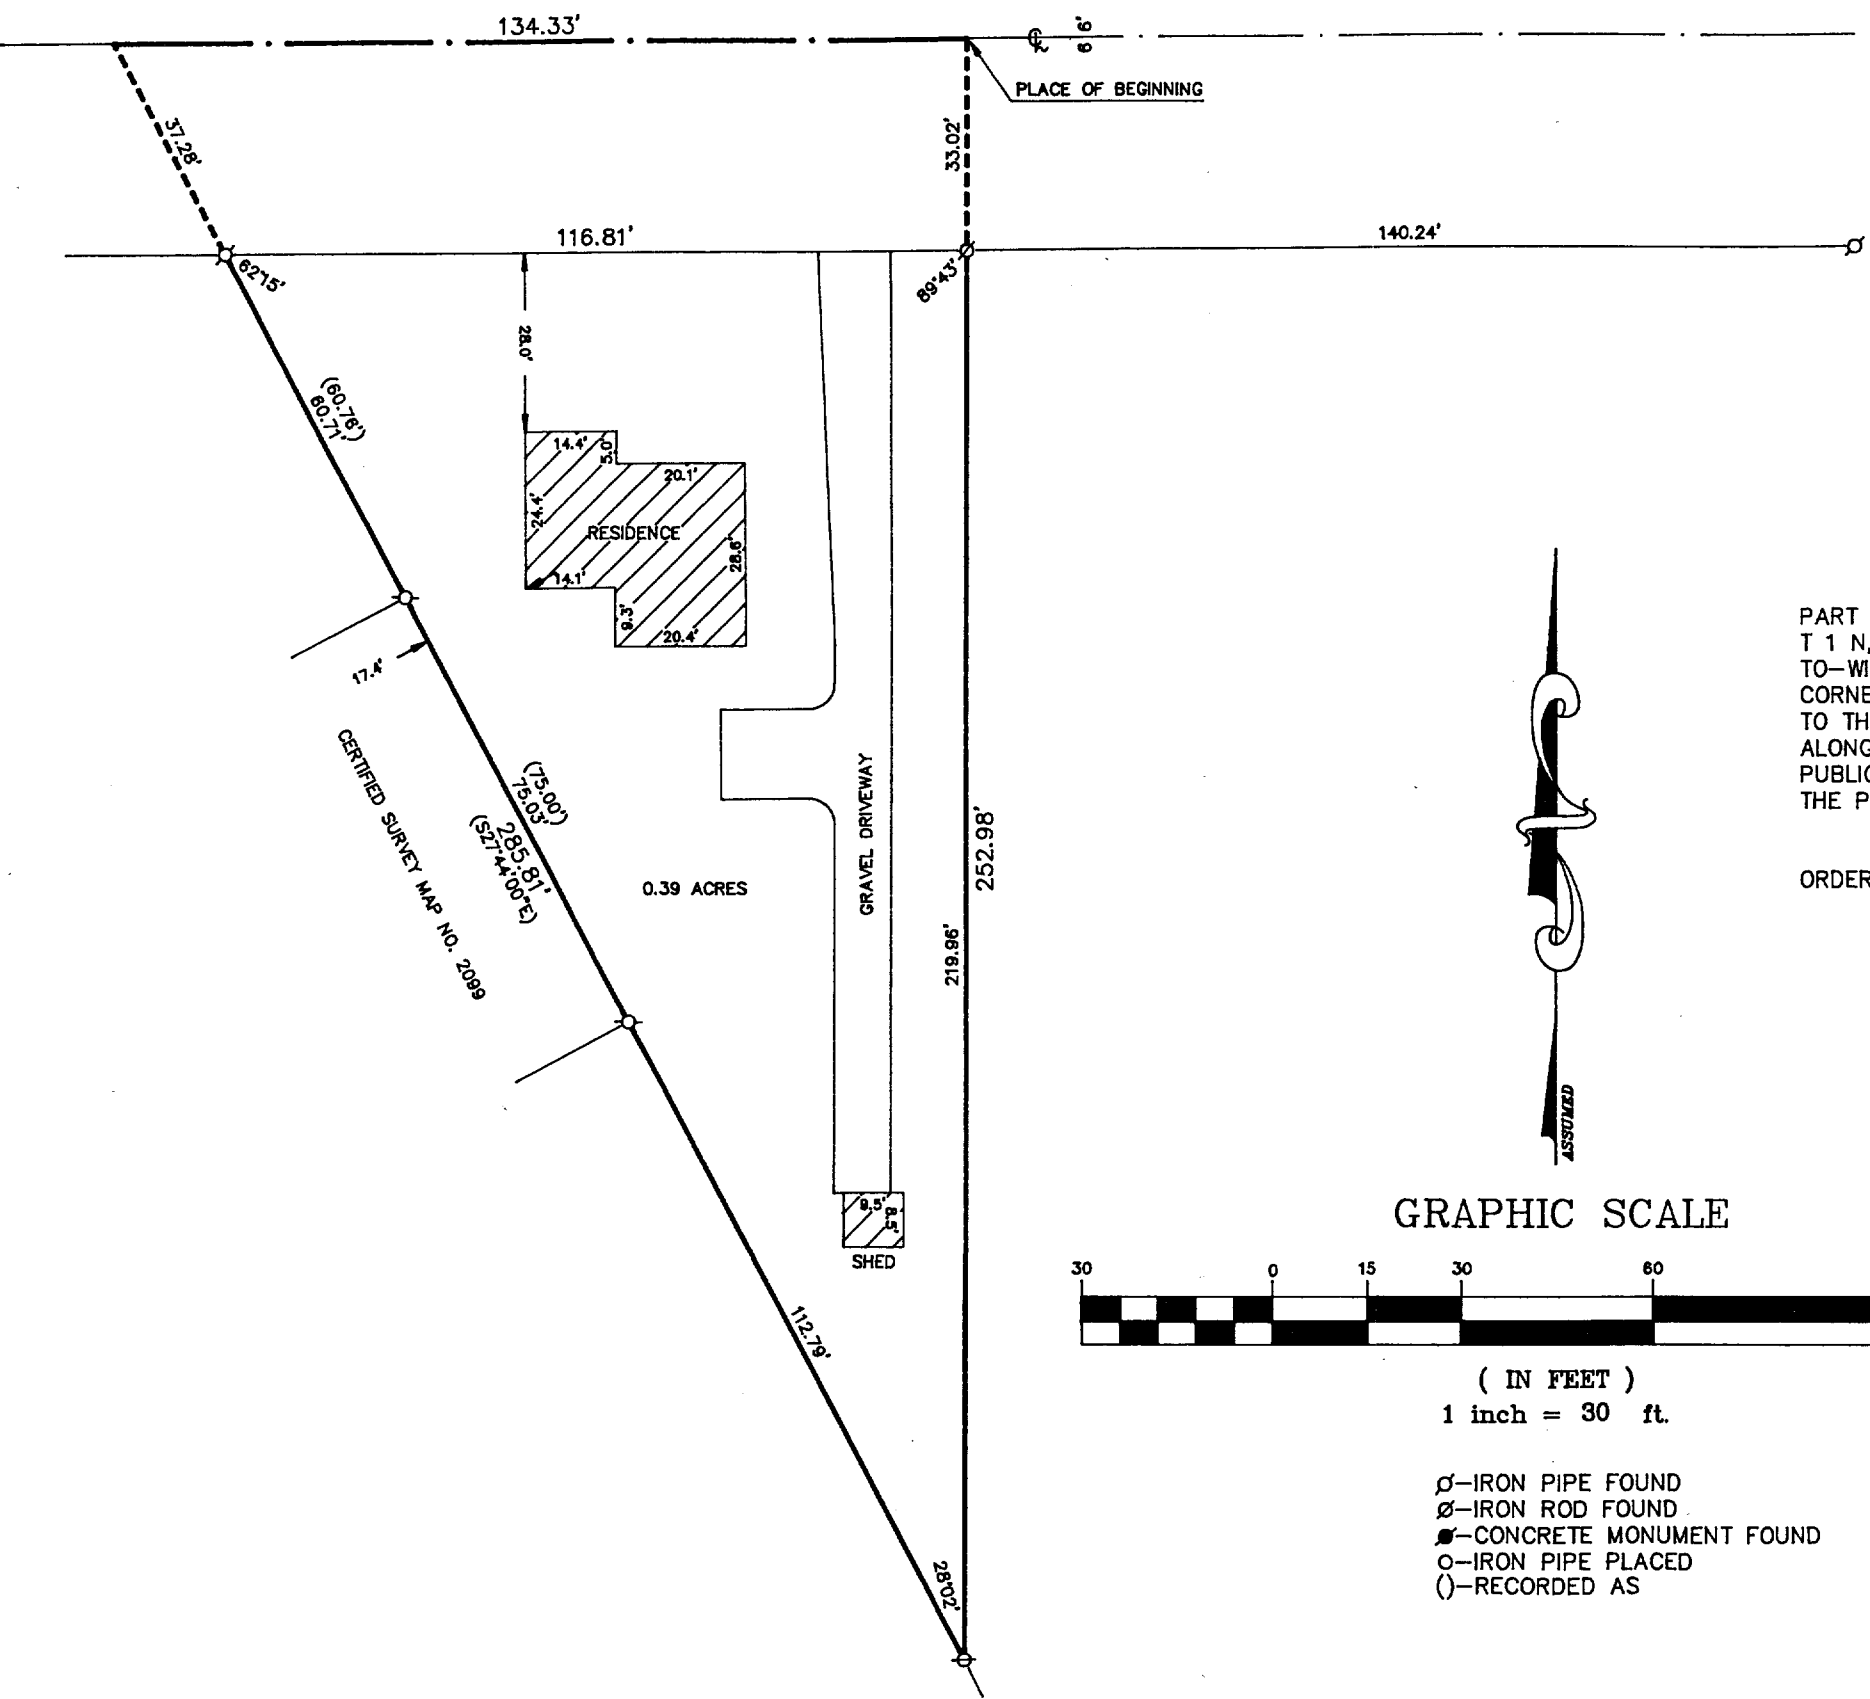 134.33'
℄
6'6'
PLACE OF BEGINNING
37.28'
33.02'
116.81'
140.24'
62°15'
89°43'
28.0'
(60.76')
60.71'
14.4'
5.0'
20.1'
24.4'
RESIDENCE
28.6'
14.1'
9.3'
20.4'
17.4'
CERTIFIED SURVEY MAP NO. 2099
(75.00')
75.03'
285.81'
(S27°44'00"E)
0.39 ACRES
GRAVEL DRIVEWAY
252.98'
219.96'
9.5'
8.5'
SHED
112.79'
28°02'
PART
T 1 N,
TO-WI
CORNE
TO TH
ALONG
PUBLIC
THE P
ORDER
ASSUMED
GRAPHIC SCALE
30 0 15 30 60
( IN FEET )
1 inch = 30 ft.
-IRON PIPE FOUND
-IRON ROD FOUND
-CONCRETE MONUMENT FOUND
O-IRON PIPE PLACED
()-RECORDED AS